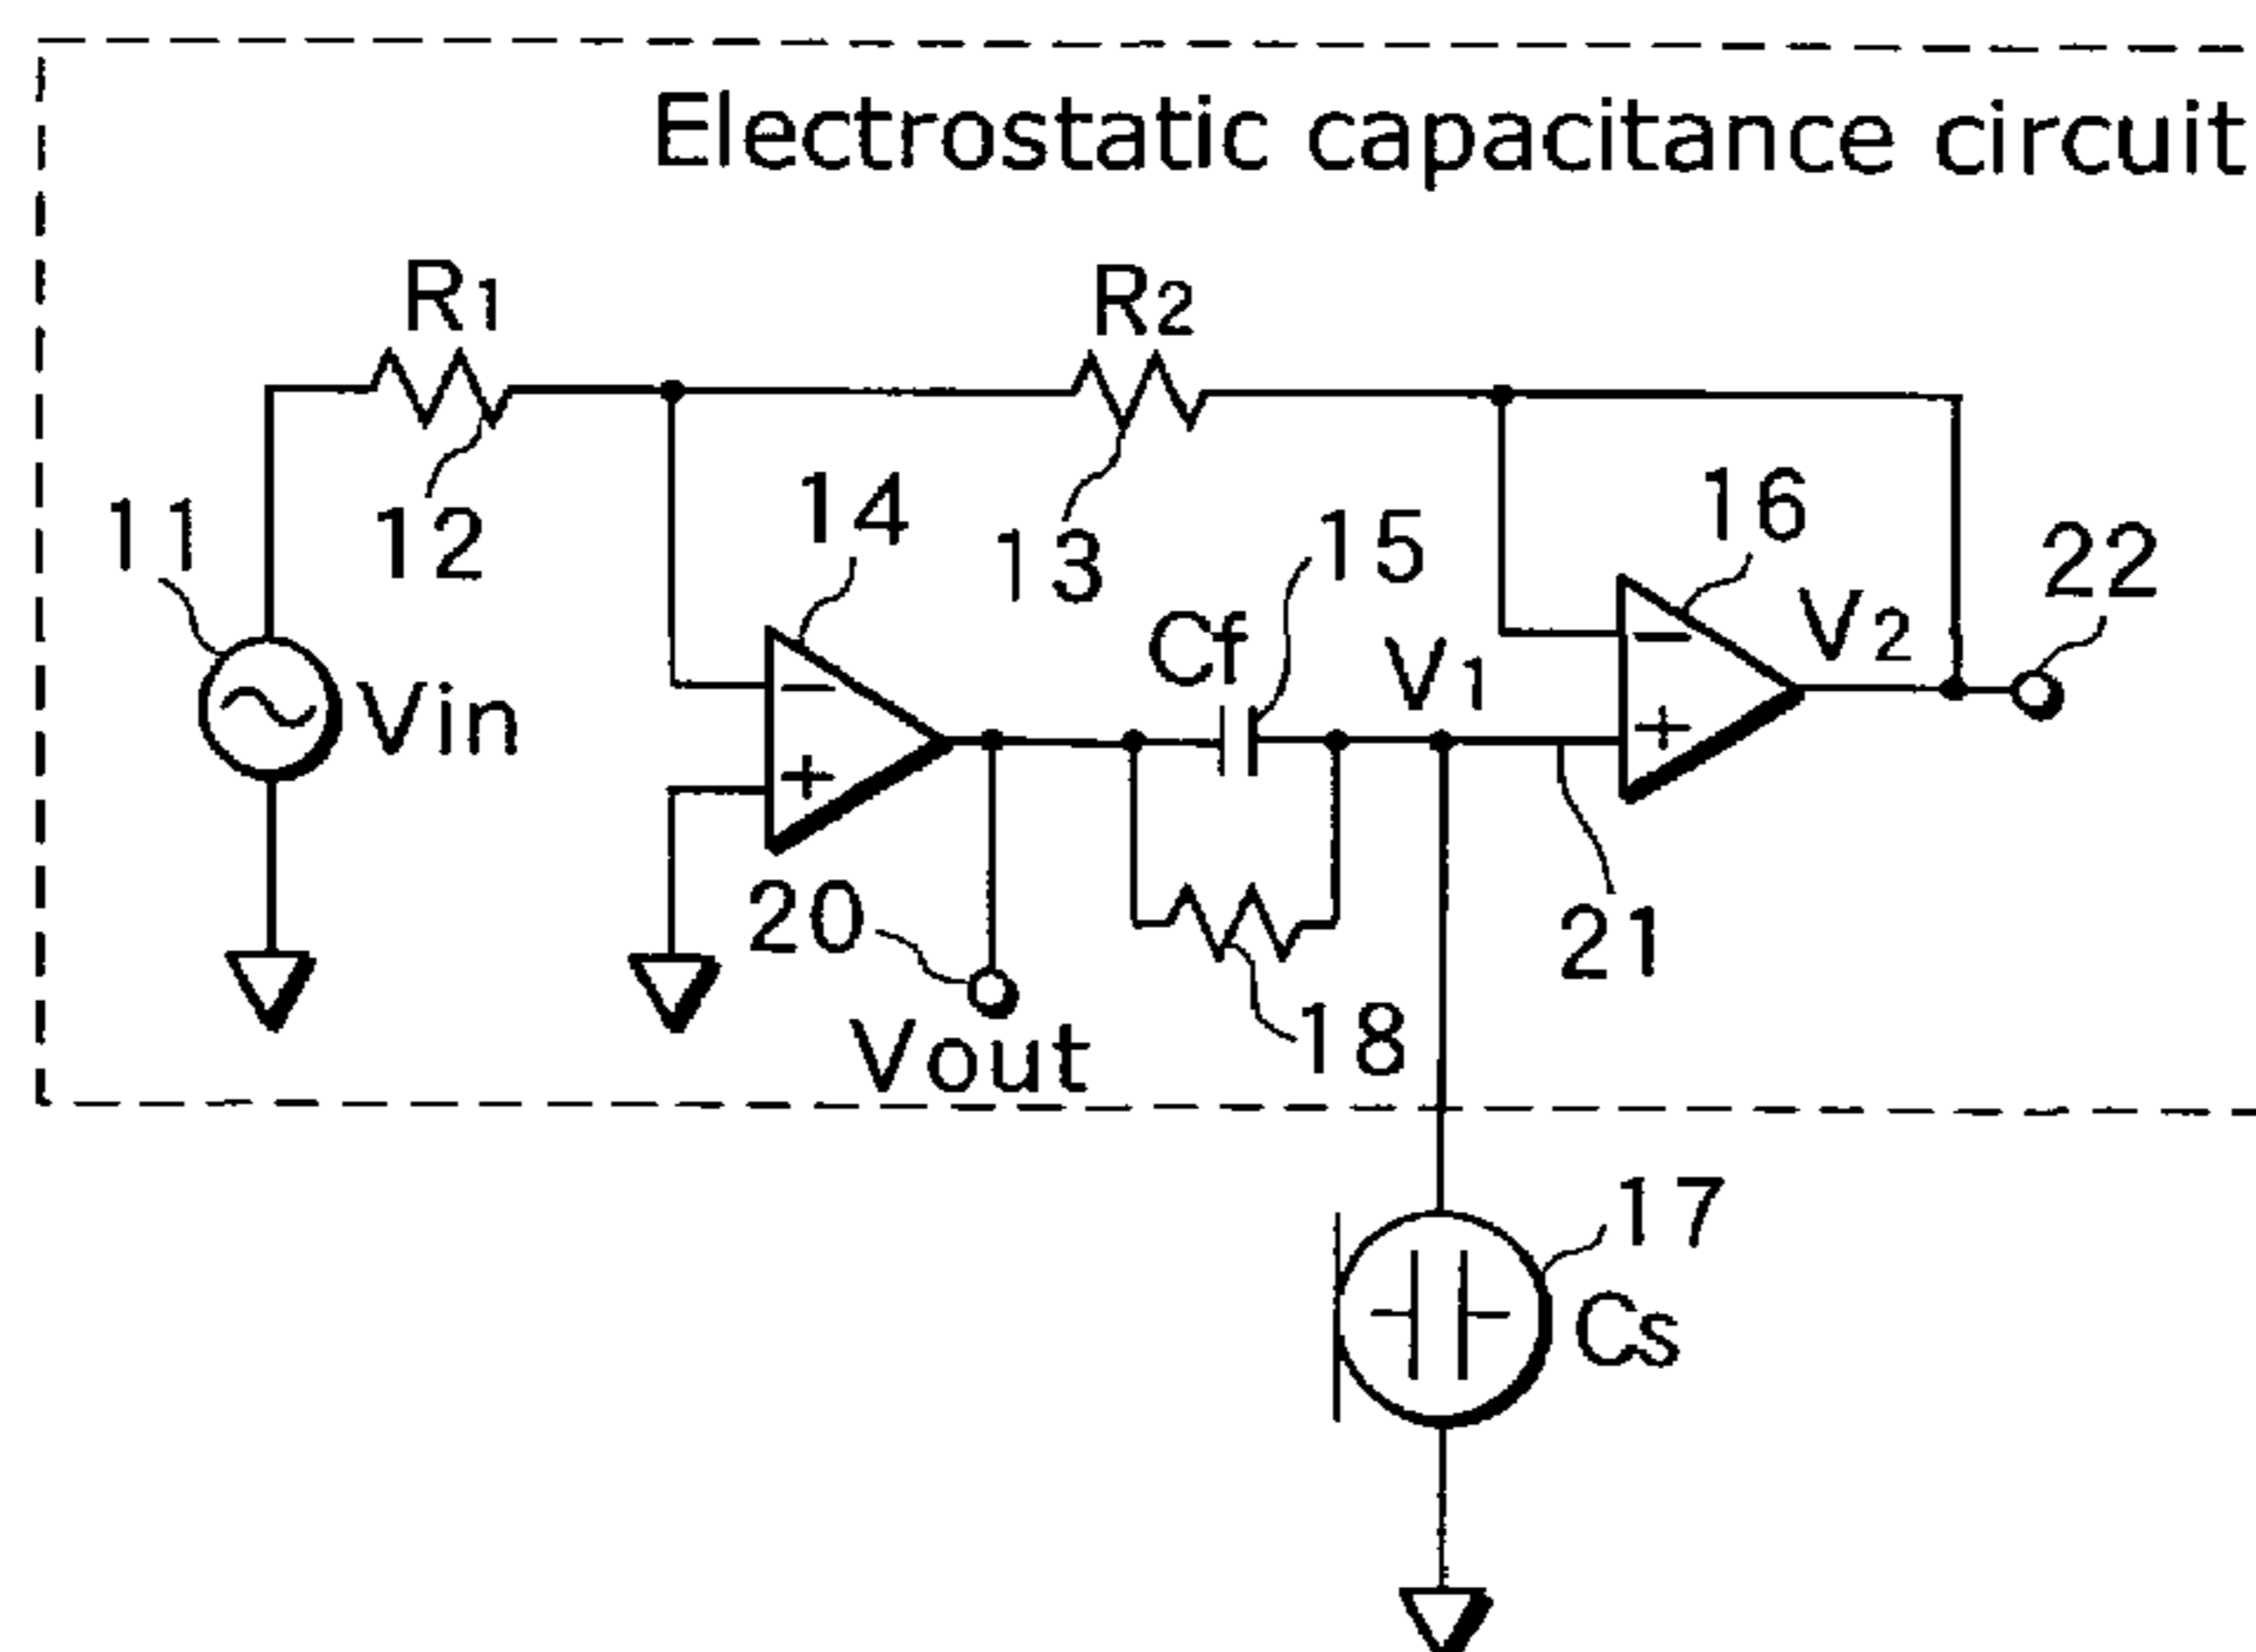 Electrostatic capacitance circuit
R1
R2
11
12
13
14
15
16
22
Cf
V1
V2
Vin
20
21
18
Vout
17
Cs